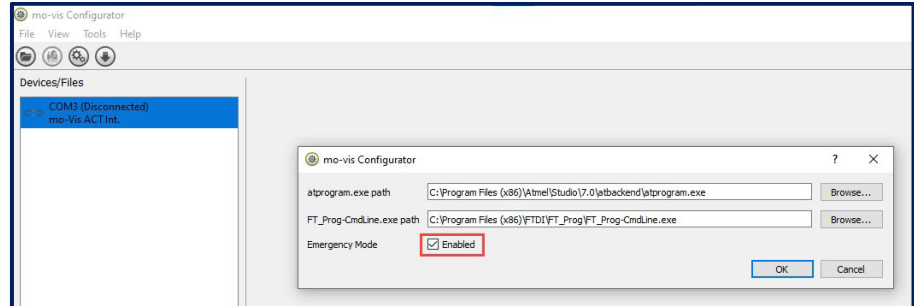 mo-vis Configurator
File View Tools Help
Devices/Files
COM3 (Disconnected)
mo-Vis ACT Int.
mo-vis Configurator ? X
atprogram.exe path C:\Program Files (x86)\Atmel\Studio\7.0\atbackend\atprogram.exe Browse...
FT_Prog-CmdLine.exe path C:\Program Files (x86)\FTDI\FT_Prog\FT_Prog-CmdLine.exe Browse...
Emergency Mode Enabled
OK Cancel